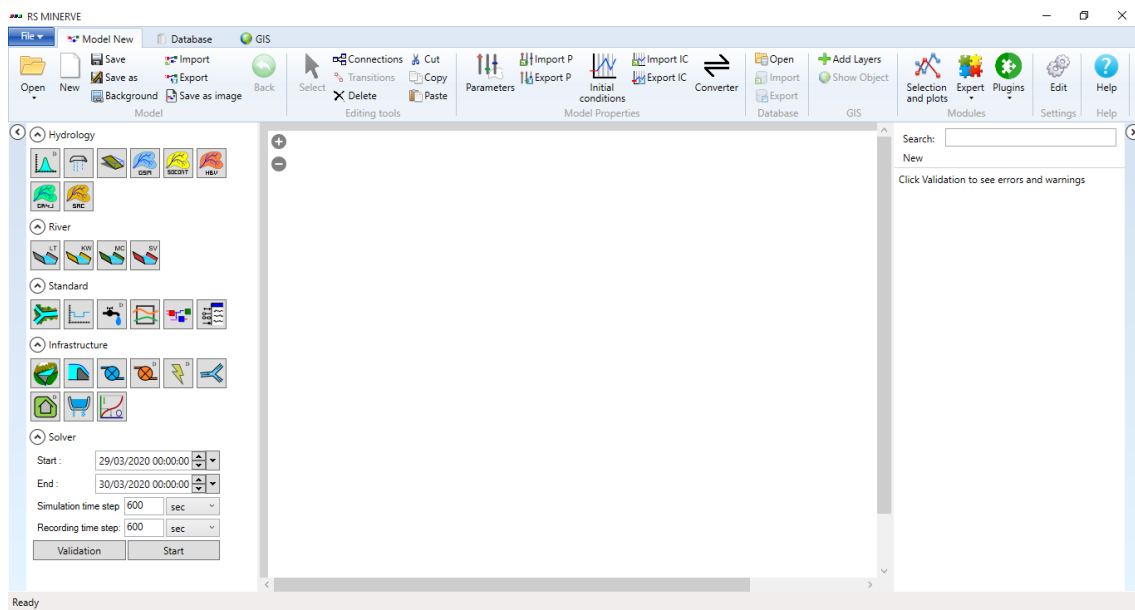 RS MINERVE
File Model New Database GIS
Save Import Connections Cut Import P Import IC Open Add Layers
Open New Save as Export Back Select Transitions Copy Parameters Export P Initial conditions Export IC Converter Import Show Object Selection and plots Expert Plugins Edit Help
Background Save as image Delete Paste Export
Model Editing tools Model Properties Database GIS Modules Settings Help
Hydrology
D
GSM SOCONT HBV
GR4J SAC
River
LT KW MC SV
Standard
D
Infrastructure
D D
D
I Q
Solver
Start : 29/03/2020 00:00:00
End : 30/03/2020 00:00:00
Simulation time step 600 sec
Recording time step: 600 sec
Validation Start
Search:
New
Click Validation to see errors and warnings
Ready